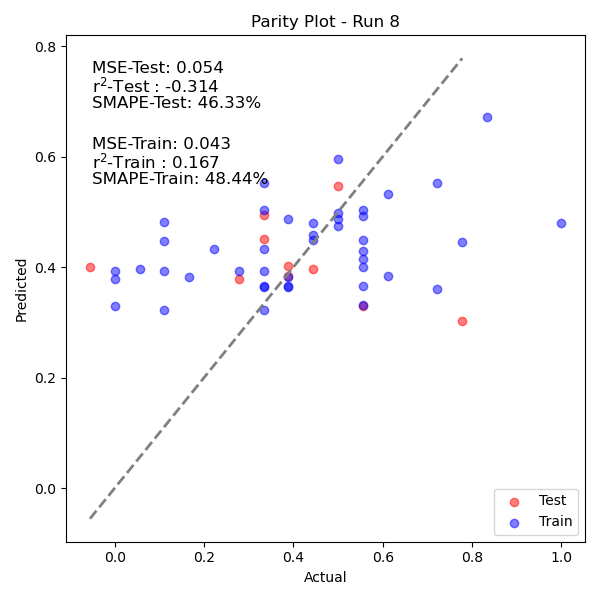 Parity Plot - Run 8
MSE-Test: 0.054
r²-Test : -0.314
SMAPE-Test: 46.33%
MSE-Train: 0.043
r²-Train : 0.167
SMAPE-Train: 48.44%
0.8
0.6
0.4
0.2
0.0
Predicted
Test
Train
0.0
0.2
0.4
0.6
0.8
1.0
Actual